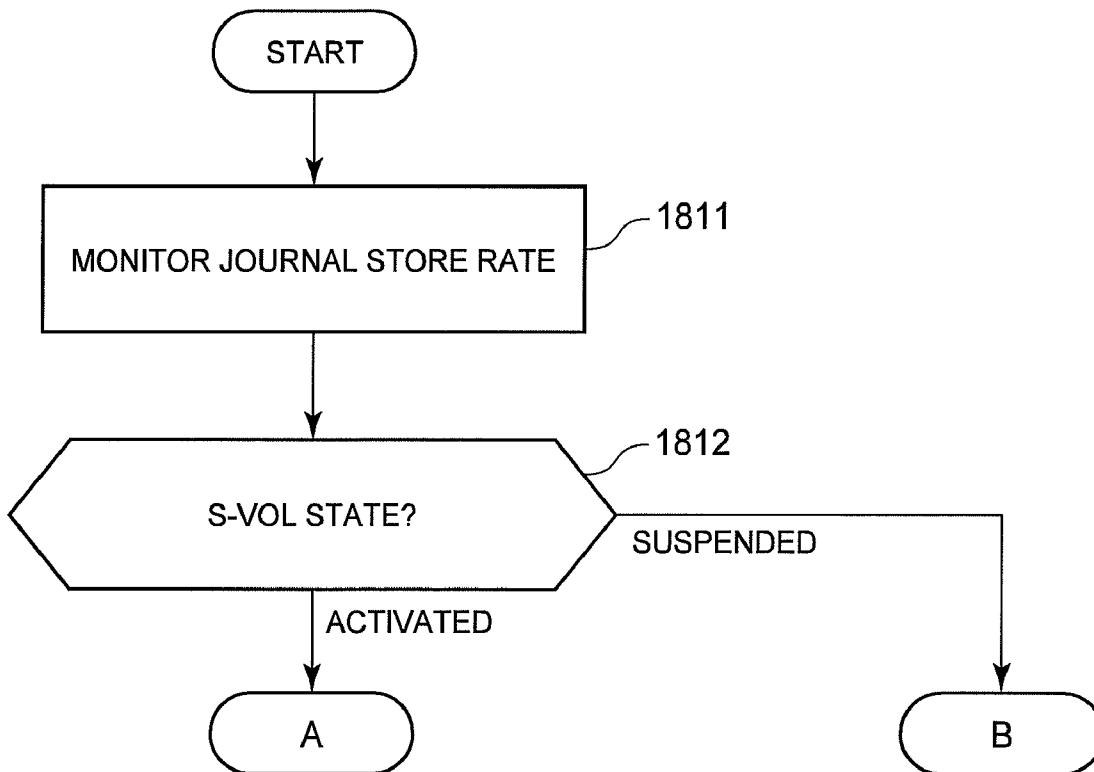 START
MONITOR JOURNAL STORE RATE
1811
S-VOL STATE?
1812
SUSPENDED
ACTIVATED
A
B